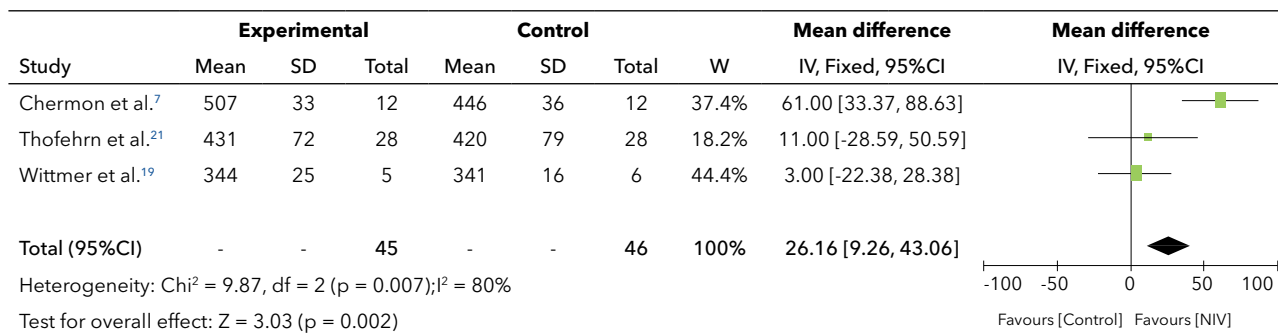 Experimental Control Mean difference Mean difference
Study Mean SD Total Mean SD Total W IV, Fixed, 95%CI IV, Fixed, 95%CI
Chermon et al.7 507 33 12 446 36 12 37.4% 61.00 [33.37, 88.63]
Thofehrn et al.21 431 72 28 420 79 28 18.2% 11.00 [-28.59, 50.59]
Wittmer et al.19 344 25 5 341 16 6 44.4% 3.00 [-22.38, 28.38]
Total (95%CI) - - 45 - - 46 100% 26.16 [9.26, 43.06]
Heterogeneity: Chi² = 9.87, df = 2 (p = 0.007);I² = 80%
-100 -50 0 50 100
Test for overall effect: Z = 3.03 (p = 0.002)
Favours [Control] Favours [NIV]